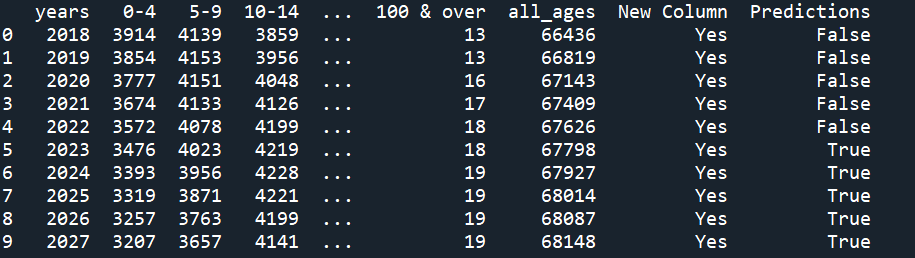 years 0-4 5-9 10-14 ... 100 & over all_ages New Column Predictions
0 2018 3914 4139 3859 ... 13 66436 Yes False
1 2019 3854 4153 3956 ... 13 66819 Yes False
2 2020 3777 4151 4048 ... 16 67143 Yes False
3 2021 3674 4133 4126 ... 17 67409 Yes False
4 2022 3572 4078 4199 ... 18 67626 Yes False
5 2023 3476 4023 4219 ... 18 67798 Yes True
6 2024 3393 3956 4228 ... 19 67927 Yes True
7 2025 3319 3871 4221 ... 19 68014 Yes True
8 2026 3257 3763 4199 ... 19 68087 Yes True
9 2027 3207 3657 4141 ... 19 68148 Yes True